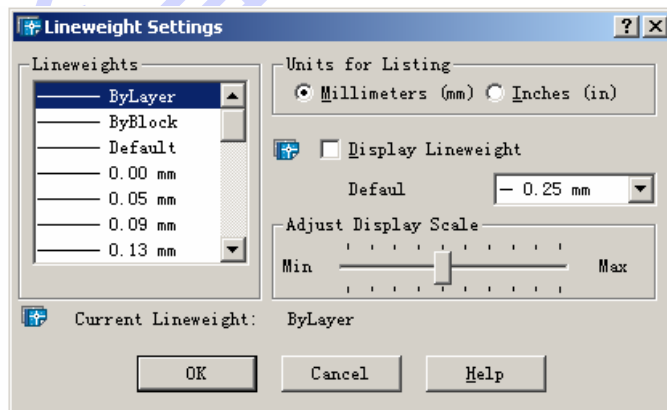 Lineweight Settings
Lineweights
ByLayer
ByBlock
Default
0.00 mm
0.05 mm
0.09 mm
0.13 mm
Units for Listing
Millimeters (mm) Inches (in)
Display Lineweight
Defaul 0.25 mm
Adjust Display Scale
Min Max
Current Lineweight: ByLayer
OK Cancel Help